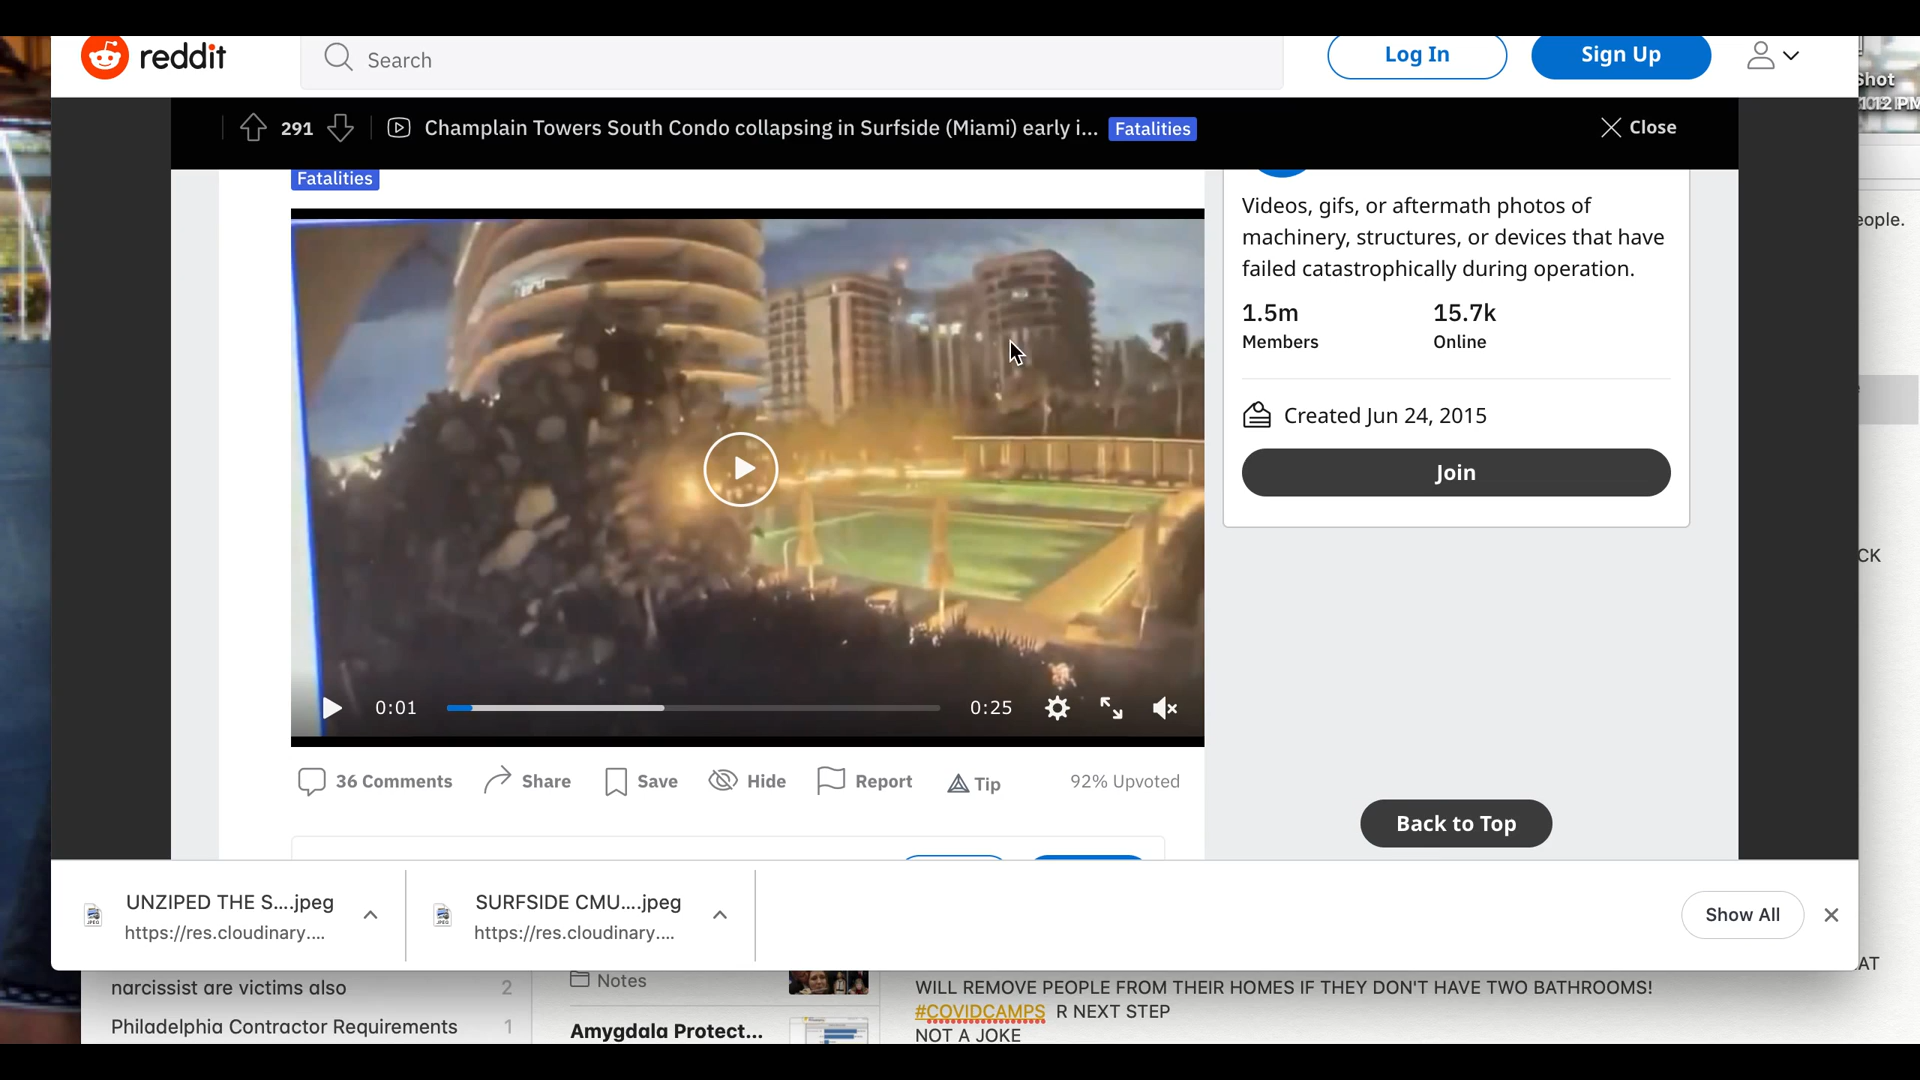 reddit
Search
Log In
Sign Up
Shot
1:12 PM
291
Champlain Towers South Condo collapsing in Surfside (Miami) early i...
Fatalities
Close
Fatalities
Videos, gifs, or aftermath photos of
machinery, structures, or devices that have
failed catastrophically during operation.
1.5m
15.7k
Members
Online
Created Jun 24, 2015
Join
eople.
CK
0:01
0:25
36 Comments
Share
Save
Hide
Report
Tip
92% Upvoted
Back to Top
UNZIPED THE S....jpeg
https://res.cloudinary....
SURFSIDE CMU....jpeg
https://res.cloudinary....
Show All
AT
narcissist are victims also
2
Philadelphia Contractor Requirements
1
Notes
Amygdala Protect...
WILL REMOVE PEOPLE FROM THEIR HOMES IF THEY DON'T HAVE TWO BATHROOMS!
#COVIDCAMPS R NEXT STEP
NOT A JOKE